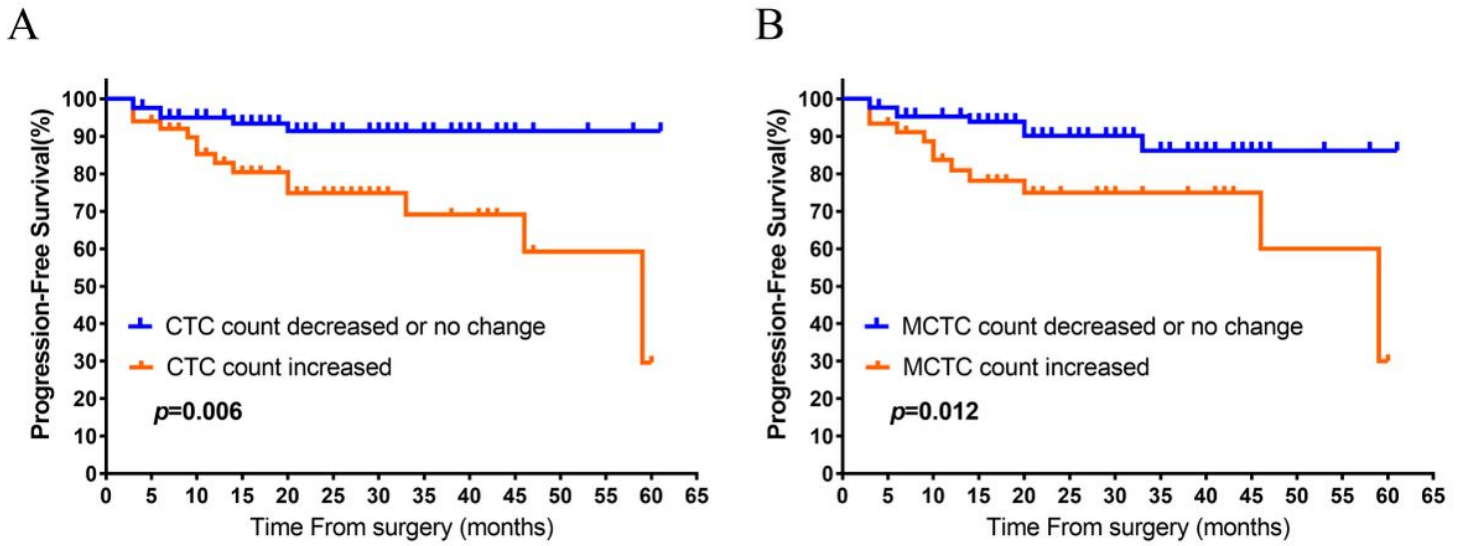 A
Progression-Free Survival(%)
100
90
80
70
60
50
40
30
20
10
0
CTC count decreased or no change
CTC count increased
p=0.006
0 5 10 15 20 25 30 35 40 45 50 55 60 65
Time From surgery (months)
B
Progression-Free Survival(%)
100
90
80
70
60
50
40
30
20
10
0
MCTC count decreased or no change
MCTC count increased
p=0.012
0 5 10 15 20 25 30 35 40 45 50 55 60 65
Time From surgery (months)